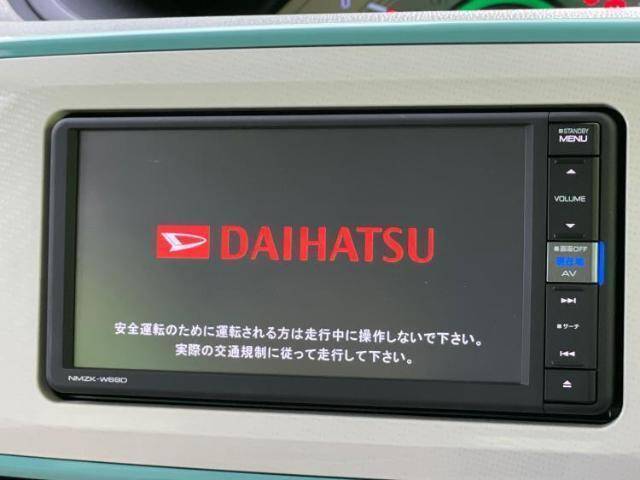 ■STANDBY
MENU
VOLUME
DAIHATSU
■画面OFF
現在地
AV
■サーチ
安全運転のために運転される方は走行中に操作しないで下さい。
実際の交通規制に従って走行して下さい。
NMZK-W69D